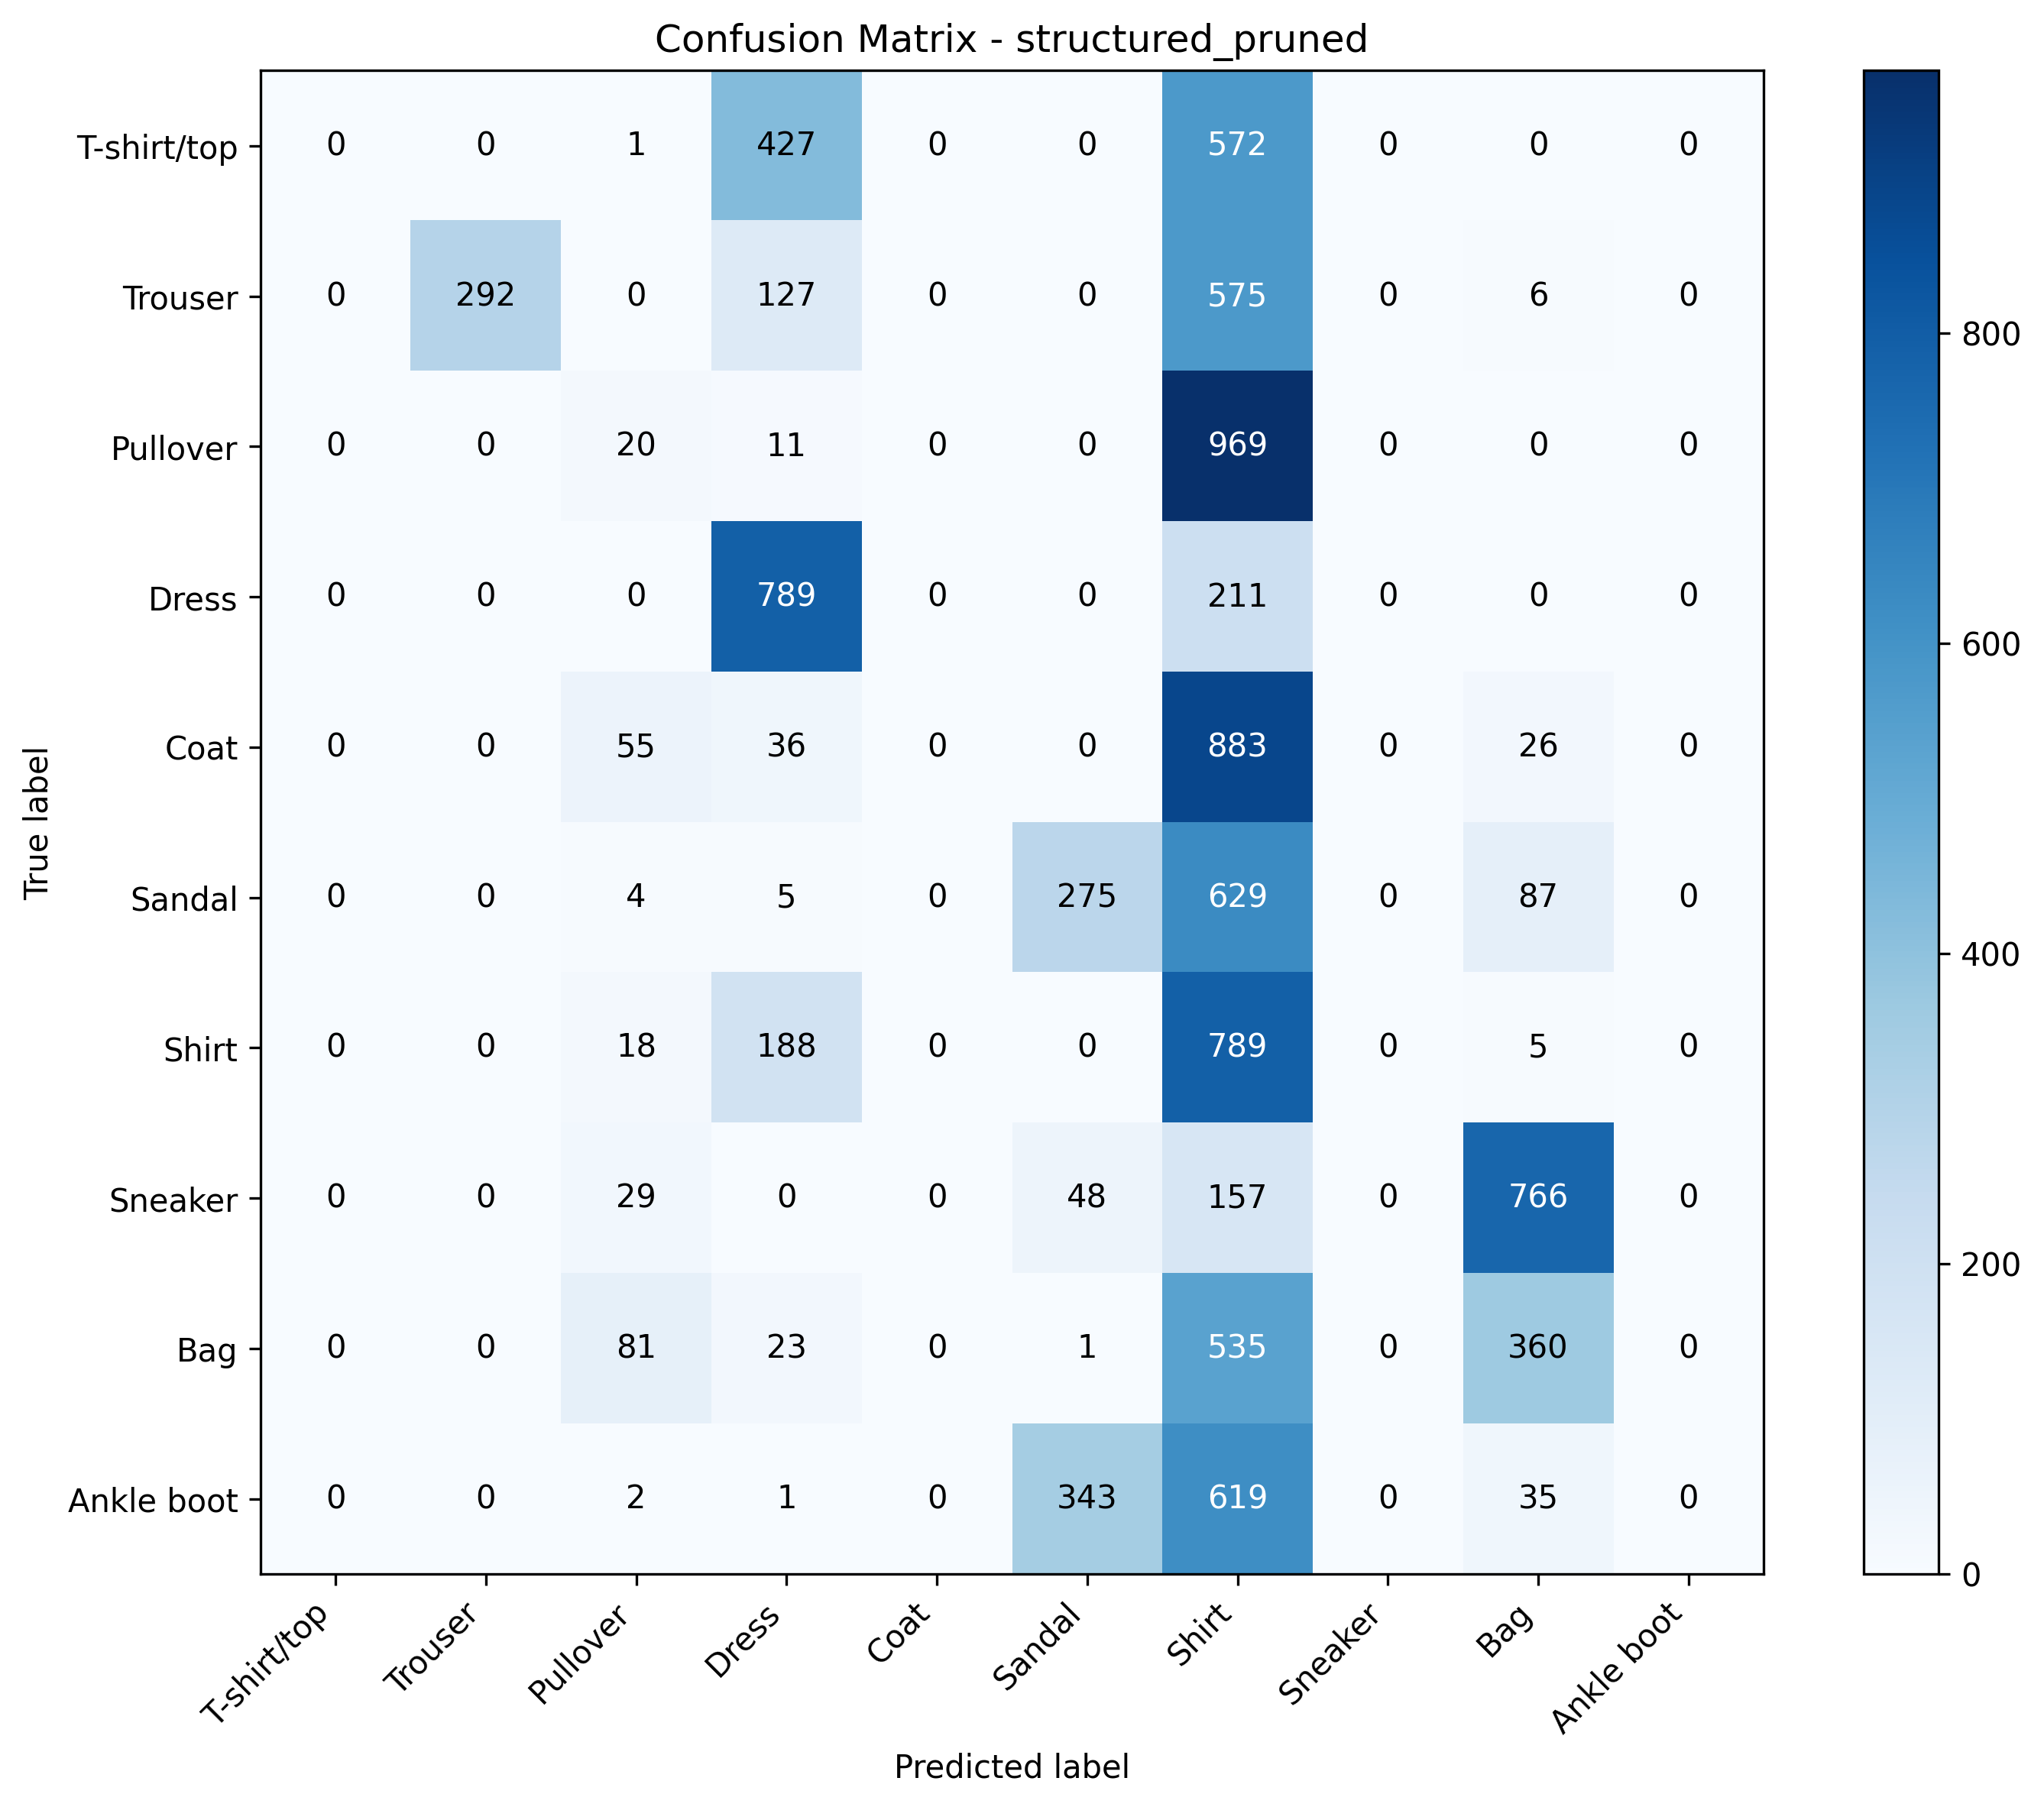 Confusion Matrix - structured_pruned
T-shirt/top 0 0 1 427 0 0 572 0 0 0
Trouser 0 292 0 127 0 0 575 0 6 0
Pullover 0 0 20 11 0 0 969 0 0 0
Dress 0 0 0 789 0 0 211 0 0 0
Coat 0 0 55 36 0 0 883 0 26 0
Sandal 0 0 4 5 0 275 629 0 87 0
Shirt 0 0 18 188 0 0 789 0 5 0
Sneaker 0 0 29 0 0 48 157 0 766 0
Bag 0 0 81 23 0 1 535 0 360 0
Ankle boot 0 0 2 1 0 343 619 0 35 0
T-shirt/top Trouser Pullover Dress Coat Sandal Shirt Sneaker Bag Ankle boot
Predicted label
True label
800
600
400
200
0